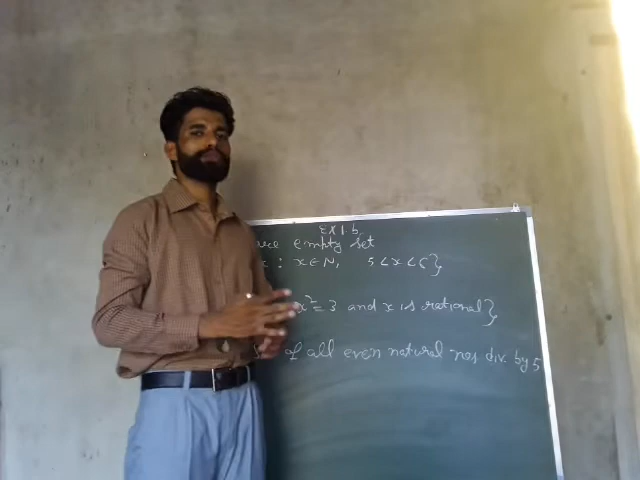 EX 1.b
are empty set
: x ∈ N, 5 < x < 6}
x² = 3 and x is rational}
of all even natural nos div. by 5